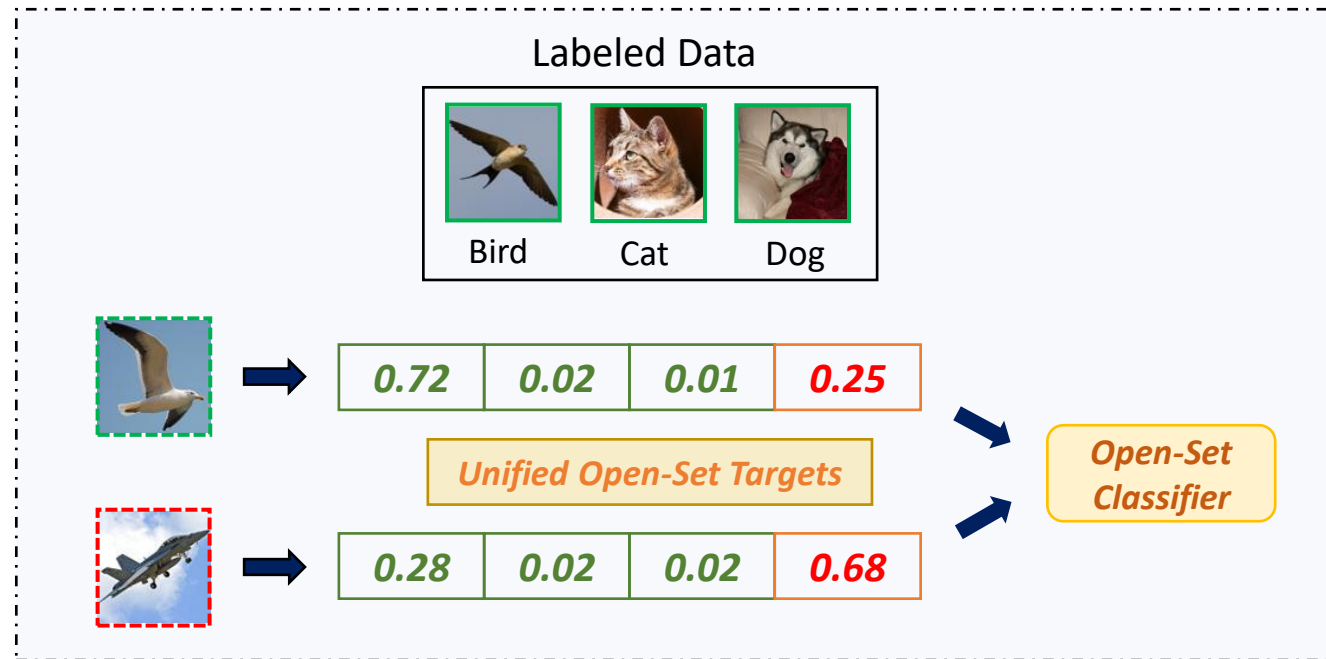 Labeled Data
Bird Cat Dog
0.72 0.02 0.01 0.25
Unified Open-Set Targets
Open-Set
Classifier
0.28 0.02 0.02 0.68